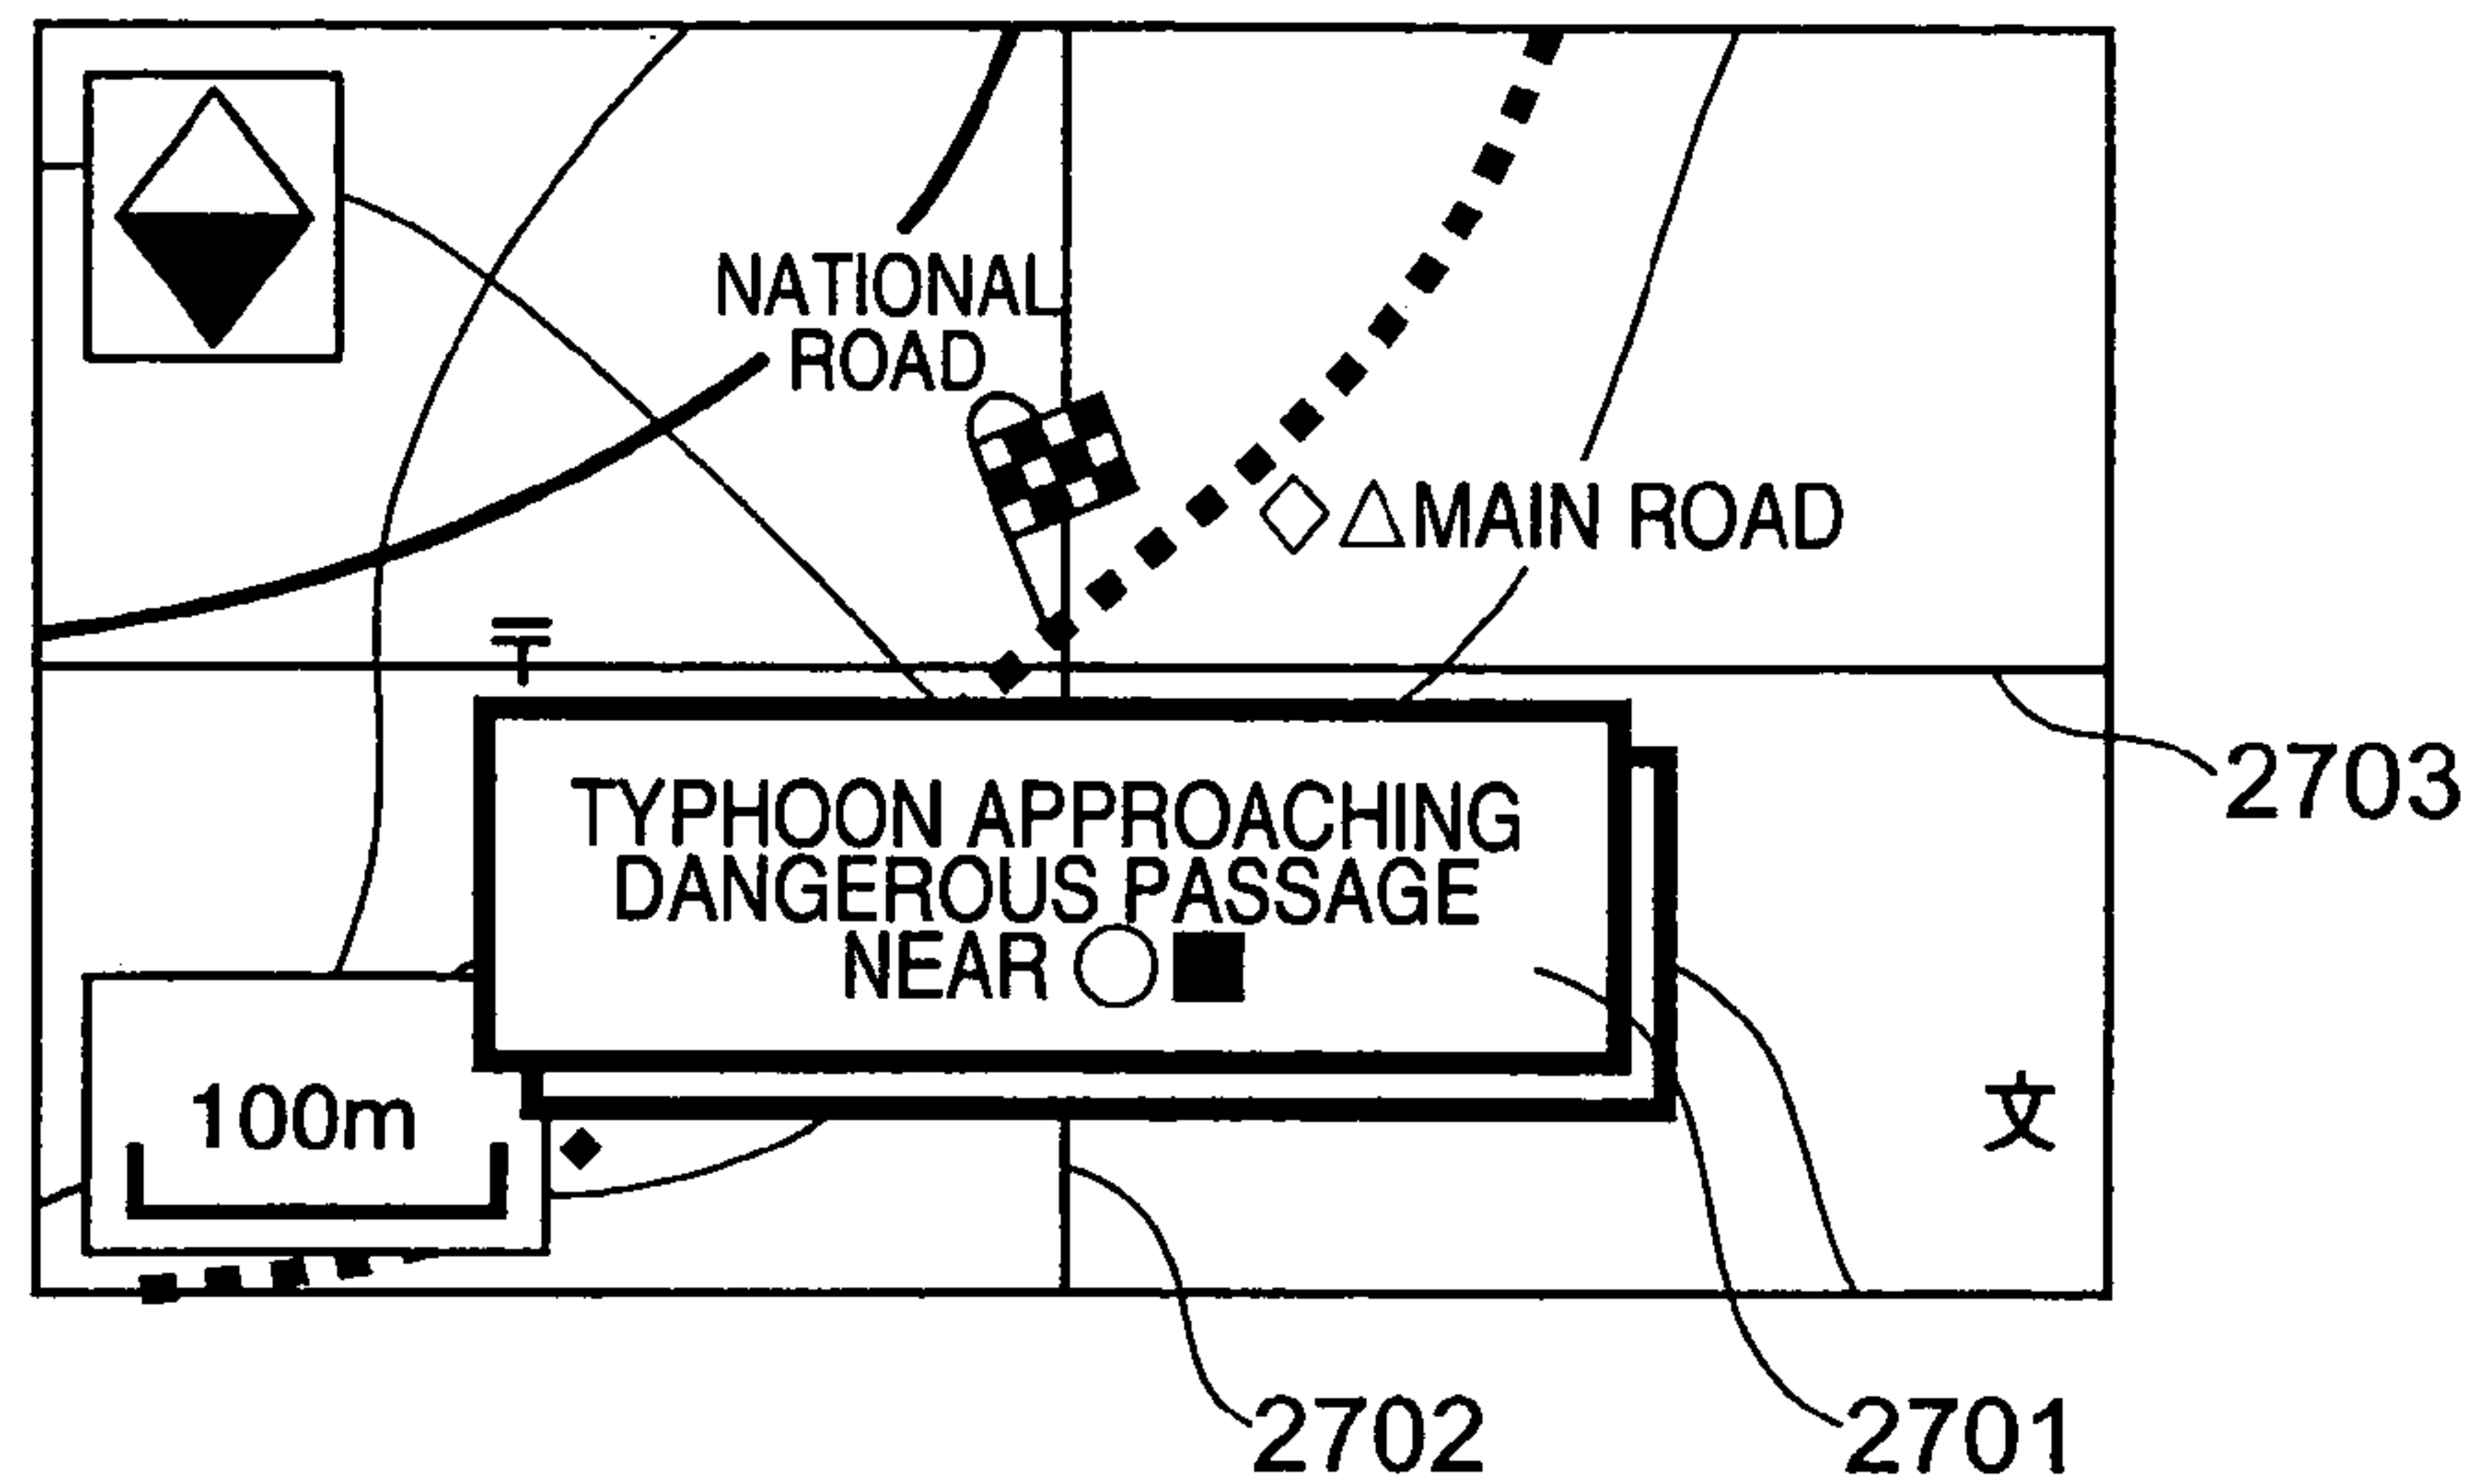 NATIONAL
ROAD
◇△MAIN ROAD
〒
2703
TYPHOON APPROACHING
DANGEROUS PASSAGE
NEAR ○■
100m
文
2702
2701